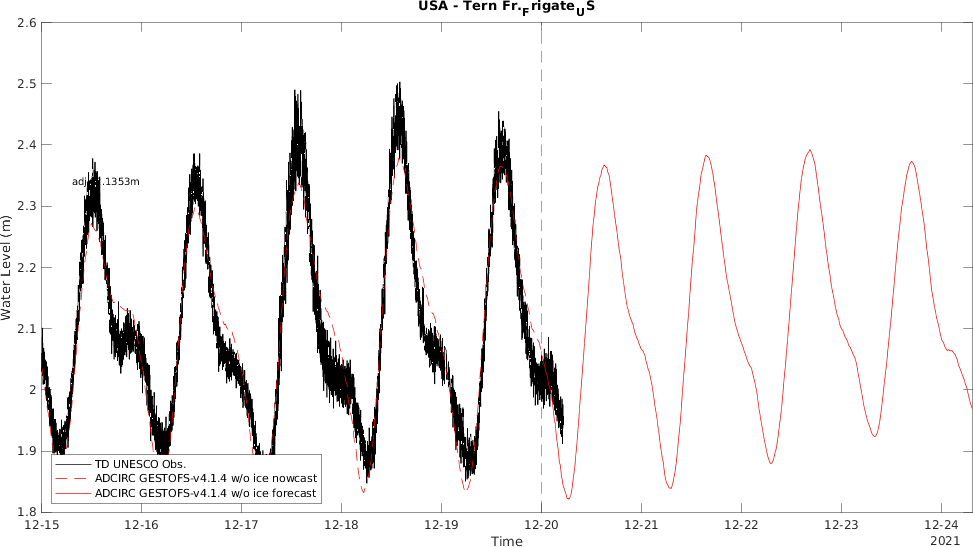 USA - Tern Fr.FrigateUS
2.6
2.5
2.4
2.3
2.2
2.1
2
1.9
1.8
Water Level (m)
TD UNESCO Obs.
ADCIRC GESTOFS-v4.1.4 w/o ice nowcast
ADCIRC GESTOFS-v4.1.4 w/o ice forecast
12-15 12-16 12-17 12-18 12-19 12-20 12-21 12-22 12-23 12-24
Time
2021